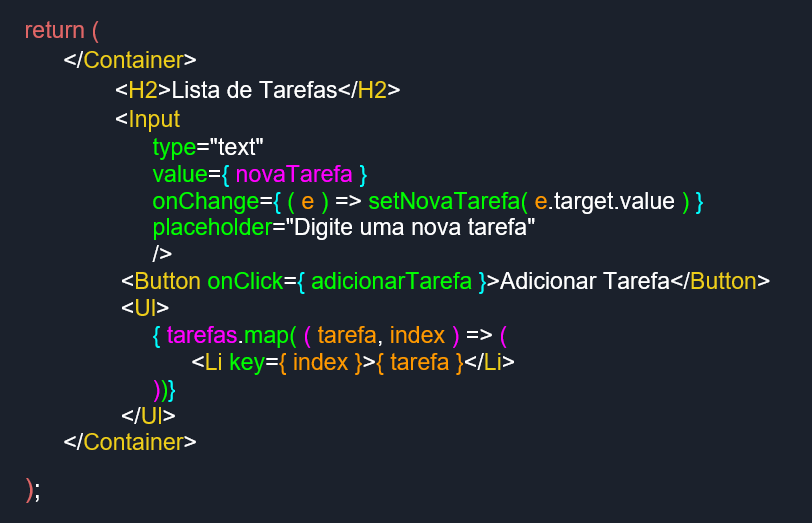 return (
</Container>
<H2>Lista de Tarefas</H2>
<Input
type="text"
value={ novaTarefa }
onChange={ ( e ) => setNovaTarefa( e.target.value ) }
placeholder="Digite uma nova tarefa"
/>
<Button onClick={ adicionarTarefa }>Adicionar Tarefa</Button>
<Ul>
{ tarefas.map( ( tarefa, index ) => (
<Li key={ index }>{ tarefa }</Li>
))}
</Ul>
</Container>
);